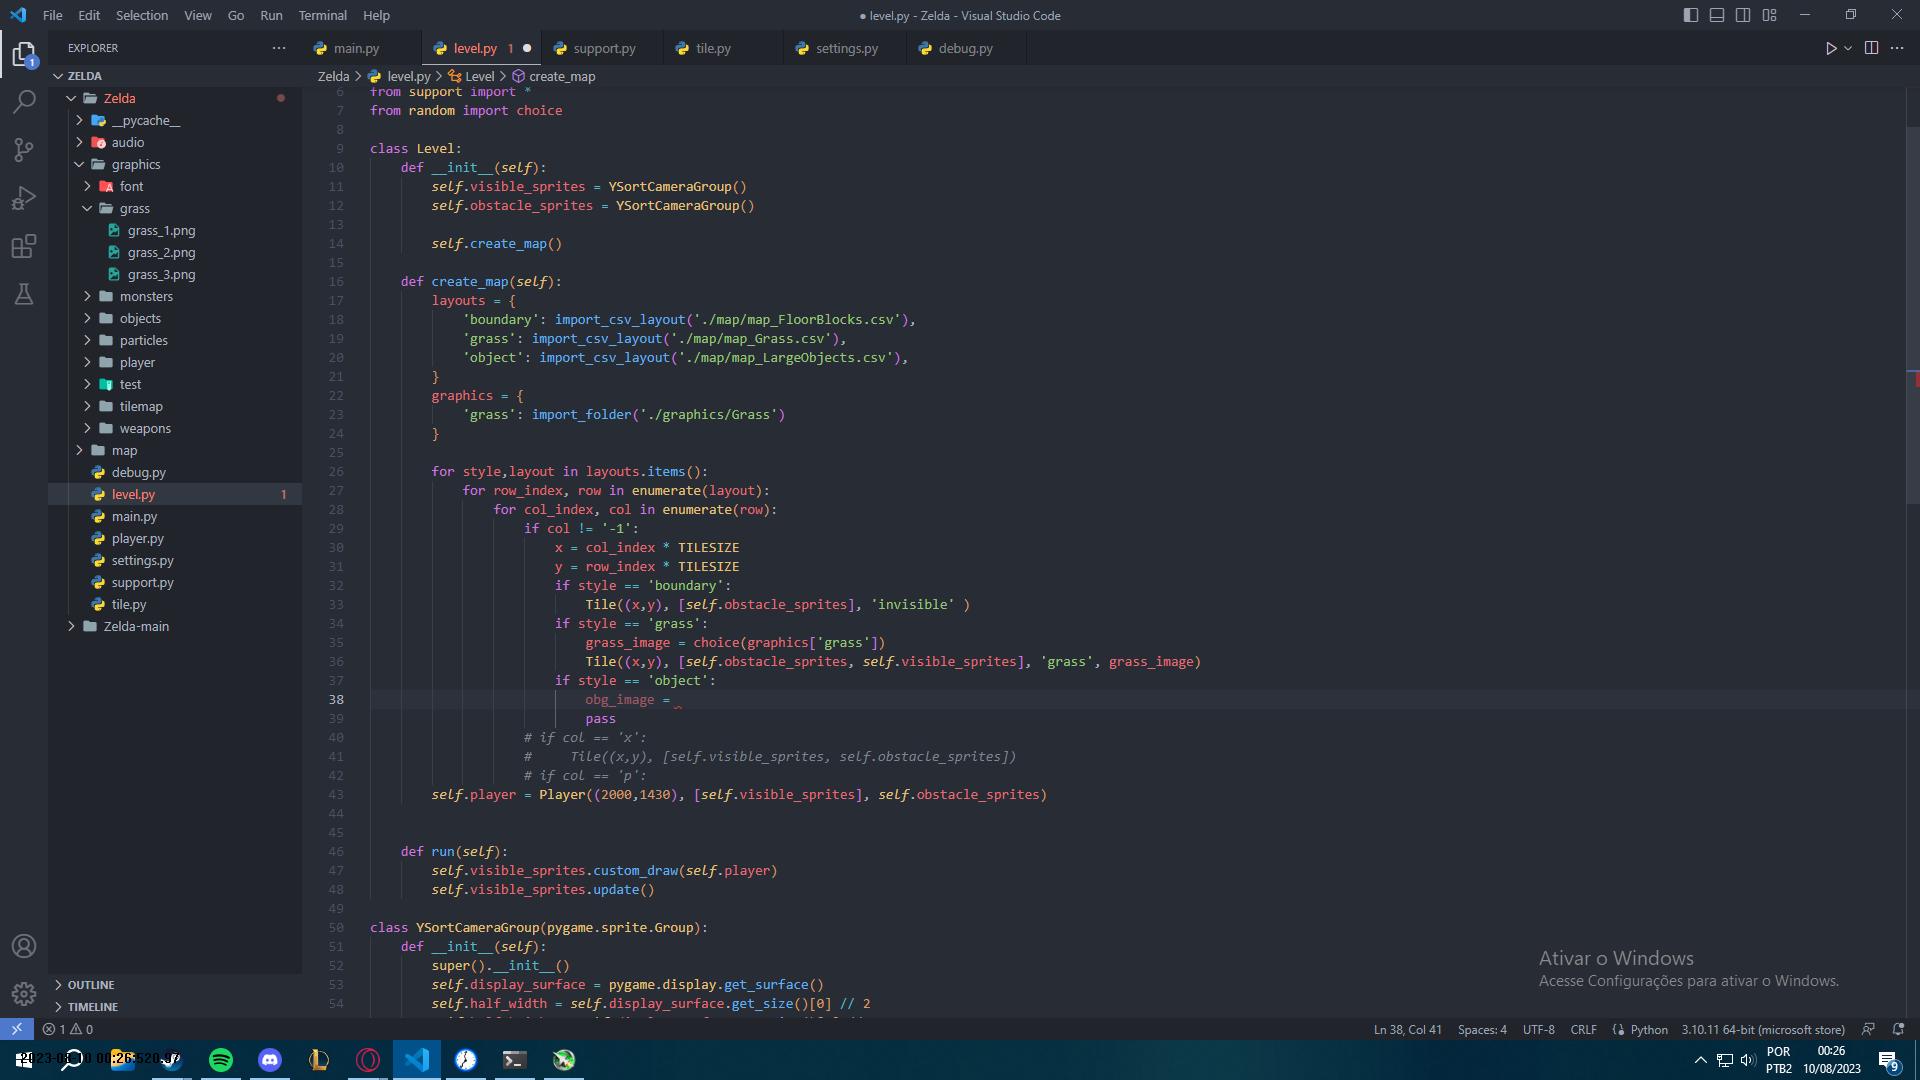 File Edit Selection View Go Run Terminal Help
● level.py - Zelda - Visual Studio Code
EXPLORER
main.py
level.py 1
support.py
tile.py
settings.py
debug.py
ZELDA
Zelda > level.py > Level > create_map
Zelda
__pycache__
audio
graphics
font
grass
grass_1.png
grass_2.png
grass_3.png
monsters
objects
particles
player
test
tilemap
weapons
map
debug.py
level.py 1
main.py
player.py
settings.py
support.py
tile.py
Zelda-main
OUTLINE
TIMELINE
6 from support import *
7 from random import choice
8
9 class Level:
10 def __init__(self):
11 self.visible_sprites = YSortCameraGroup()
12 self.obstacle_sprites = YSortCameraGroup()
13
14 self.create_map()
15
16 def create_map(self):
17 layouts = {
18 'boundary': import_csv_layout('./map/map_FloorBlocks.csv'),
19 'grass': import_csv_layout('./map/map_Grass.csv'),
20 'object': import_csv_layout('./map/map_LargeObjects.csv'),
21 }
22 graphics = {
23 'grass': import_folder('./graphics/Grass')
24 }
25
26 for style,layout in layouts.items():
27 for row_index, row in enumerate(layout):
28 for col_index, col in enumerate(row):
29 if col != '-1':
30 x = col_index * TILESIZE
31 y = row_index * TILESIZE
32 if style == 'boundary':
33 Tile((x,y), [self.obstacle_sprites], 'invisible' )
34 if style == 'grass':
35 grass_image = choice(graphics['grass'])
36 Tile((x,y), [self.obstacle_sprites, self.visible_sprites], 'grass', grass_image)
37 if style == 'object':
38 obg_image =
39 pass
40 # if col == 'x':
41 # Tile((x,y), [self.visible_sprites, self.obstacle_sprites])
42 # if col == 'p':
43 self.player = Player((2000,1430), [self.visible_sprites], self.obstacle_sprites)
44
45
46 def run(self):
47 self.visible_sprites.custom_draw(self.player)
48 self.visible_sprites.update()
49
50 class YSortCameraGroup(pygame.sprite.Group):
51 def __init__(self):
52 super().__init__()
53 self.display_surface = pygame.display.get_surface()
54 self.half_width = self.display_surface.get_size()[0] // 2
Ativar o Windows
Acesse Configurações para ativar o Windows.
1 0
Ln 38, Col 41 Spaces: 4 UTF-8 CRLF Python 3.10.11 64-bit (microsoft store)
POR
PTB2
00:26
10/08/2023
9